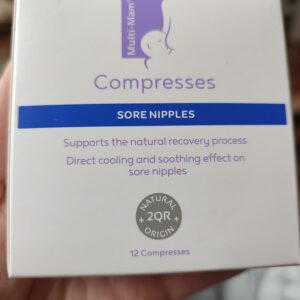 Multi-Mam®
Compresses
SORE NIPPLES
Supports the natural recovery process
Direct cooling and soothing effect on
sore nipples
NATURAL
+ 2QR +
ORIGIN
12 Compresses